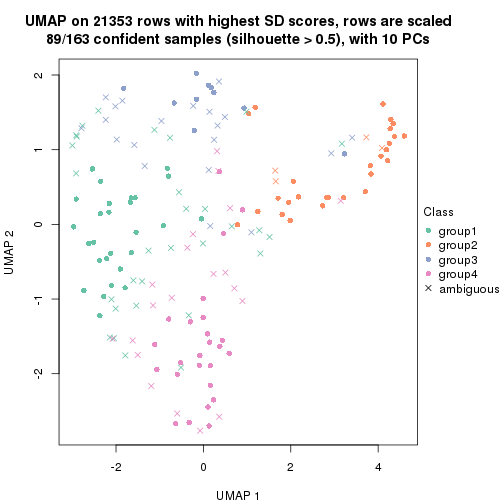 UMAP on 21353 rows with highest SD scores, rows are scaled
89/163 confident samples (silhouette > 0.5), with 10 PCs
2
1
0
-1
-2
UMAP 2
-2
0
2
4
UMAP 1
Class
group1
group2
group3
group4
ambiguous